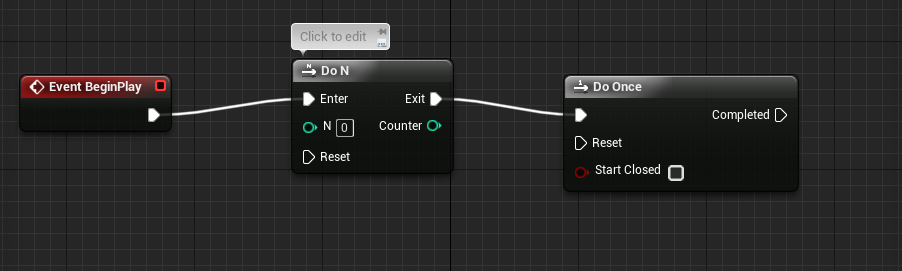 Click to edit
Event BeginPlay
Do N
Enter
Exit
N 0
Counter
Reset
Do Once
Completed
Reset
Start Closed